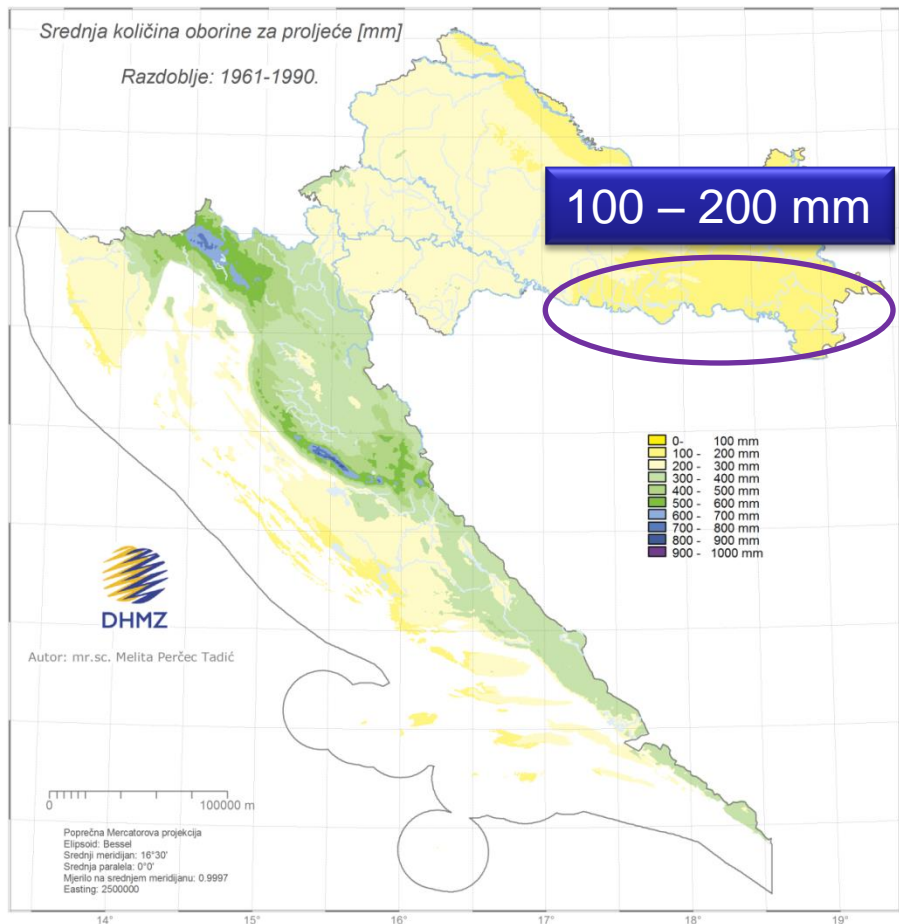 Srednja količina oborine za proljeće [mm]
Razdoblje: 1961-1990.
100 – 200 mm
0- 100 mm
100 - 200 mm
200 - 300 mm
300 - 400 mm
400 - 500 mm
500 - 600 mm
600 - 700 mm
700 - 800 mm
800 - 900 mm
900 - 1000 mm
DHMZ
Autor: mr.sc. Melita Perčec Tadić
0 100000 m
Poprečna Mercatorova projekcija
Elipsoid: Bessel
Srednji meridijan: 16°30'
Srednja paralela: 0°0'
Mjerilo na srednjem meridijanu: 0.9997
Easting: 2500000
14° 15° 16° 17° 18° 19°